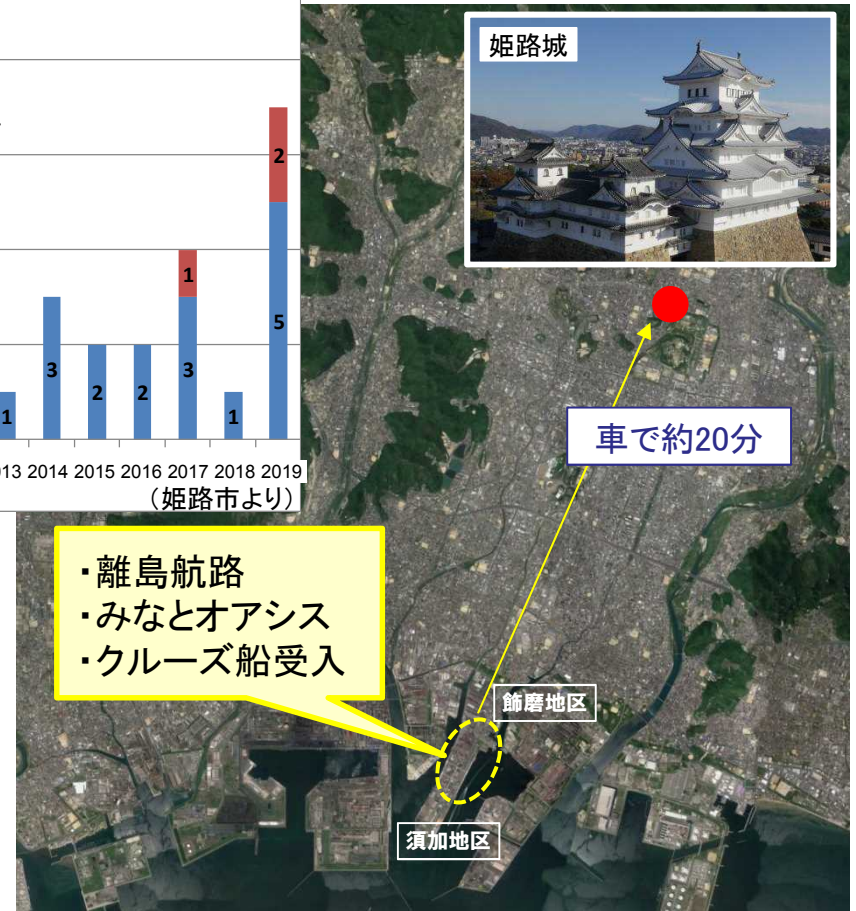 姫路城
2
5
1
3
1
3
2
2
1
2014 2015 2016 2017 2018 2019
(姫路市より)
車で約20分
・離島航路
・みなとオアシス
・クルーズ船受入
飾磨地区
須加地区